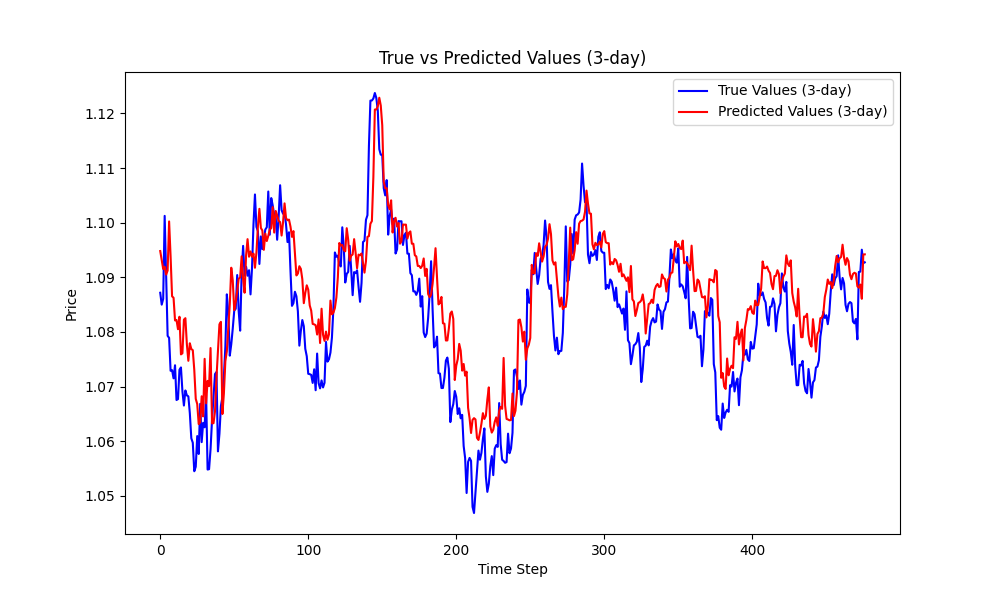 True vs Predicted Values (3-day)
True Values (3-day)
Predicted Values (3-day)
1.12
1.11
1.10
1.09
1.08
1.07
1.06
1.05
Price
0
100
200
300
400
Time Step